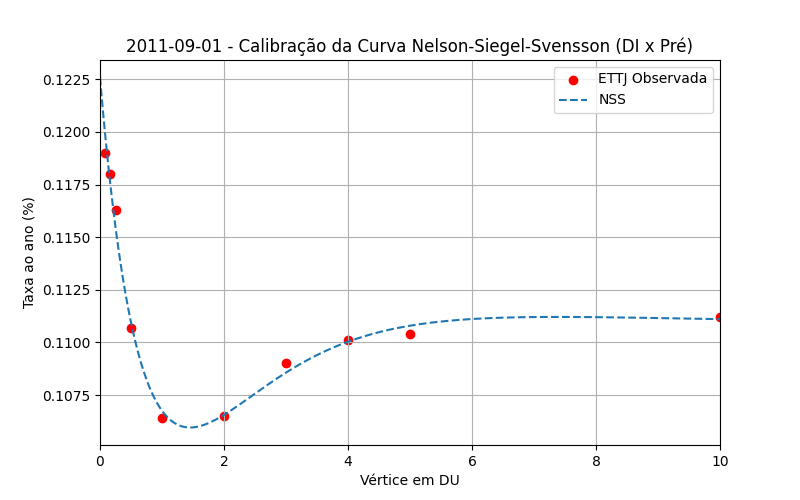 2011-09-01 - Calibração da Curva Nelson-Siegel-Svensson (DI x Pré)
ETTJ Observada
NSS
Taxa ao ano (%)
0.1225
0.1200
0.1175
0.1150
0.1125
0.1100
0.1075
0 2 4 6 8 10
Vértice em DU